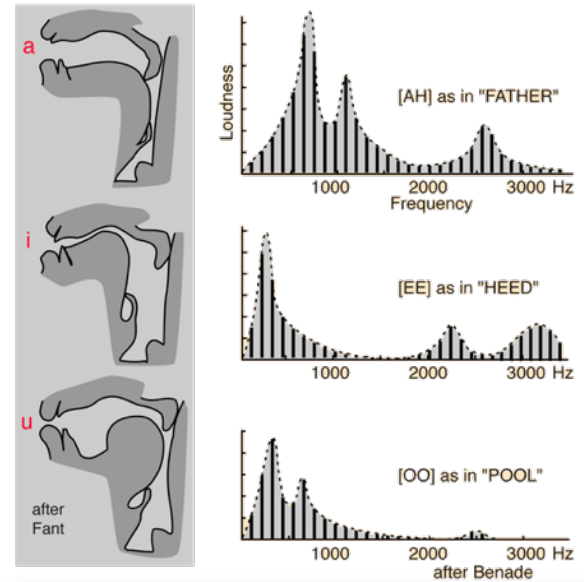 a
Loudness
[AH] as in "FATHER"
1000 2000 3000 Hz
Frequency
i
[EE] as in "HEED"
1000 2000 3000 Hz
u
[OO] as in "POOL"
after
Fant
1000 2000 3000 Hz
after Benade